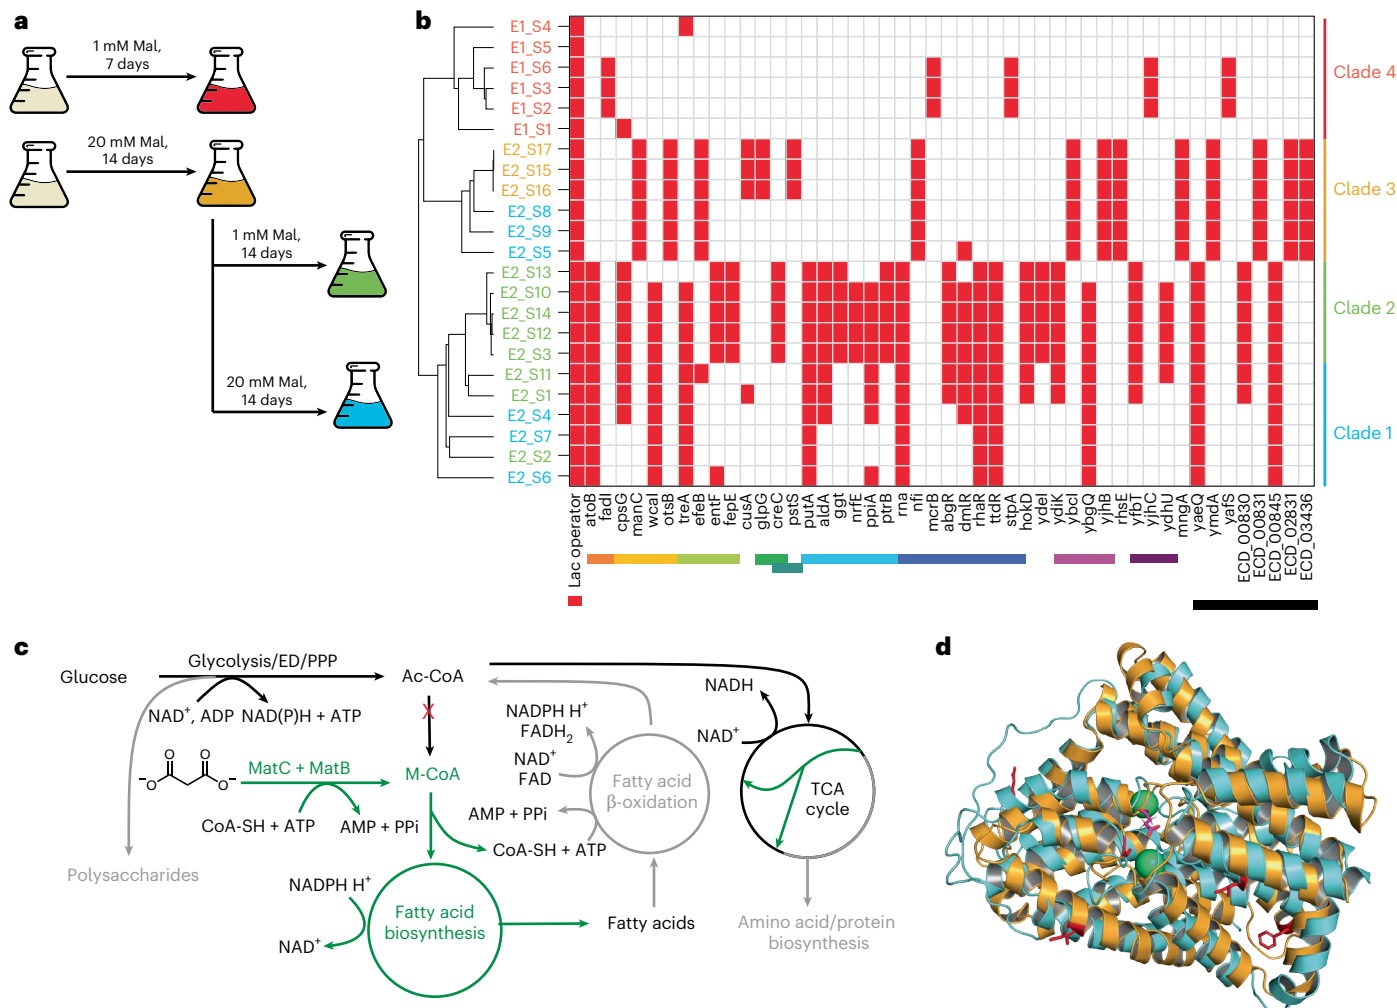 a
1 mM Mal,
7 days
20 mM Mal,
14 days
1 mM Mal,
14 days
20 mM Mal,
14 days
b
E1_S4
E1_S5
E1_S6
E1_S3
E1_S2
E1_S1
E2_S17
E2_S15
E2_S16
E2_S8
E2_S9
E2_S5
E2_S13
E2_S10
E2_S14
E2_S12
E2_S3
E2_S11
E2_S1
E2_S4
E2_S7
E2_S2
E2_S6
Clade 4
Clade 3
Clade 2
Clade 1
Lac operator
atoB
fadI
cpsG
manC
wcaI
otsB
treA
efeB
entF
fepE
cusA
glpG
creC
pstS
putA
aldA
ggt
nrfE
ppiA
ptrB
rna
nfi
mcrB
abgR
dmlR
rhaR
ttdR
stpA
hokD
ydeI
ydiK
ybcI
ybgQ
yjhB
rhsE
yfbT
yjhC
ydhU
mngA
yaeQ
ymdA
yafS
ECD_00830
ECD_00831
ECD_00845
ECD_02831
ECD_03436
c
Glucose
Glycolysis/ED/PPP
Ac-CoA
NAD+, ADP NAD(P)H + ATP
X
O O
-O O-
MatC + MatB
M-CoA
CoA-SH + ATP
AMP + PPi
Polysaccharides
NADPH H+
NAD+
Fatty acid
biosynthesis
CoA-SH + ATP
AMP + PPi
NADPH H+
FADH2
NAD+
FAD
Fatty acid
β-oxidation
Fatty acids
NADH
NAD+
TCA
cycle
Amino acid/protein
biosynthesis
d